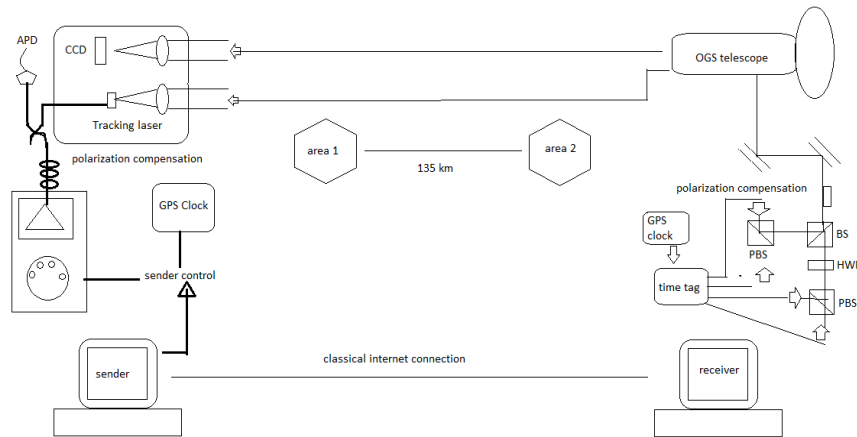 APD
CCD
OGS telescope
Tracking laser
polarization compensation
area 1
area 2
135 km
GPS Clock
polarization compensation
GPS
clock
PBS
BS
HWP
time tag
PBS
sender control
classical internet connection
sender
receiver